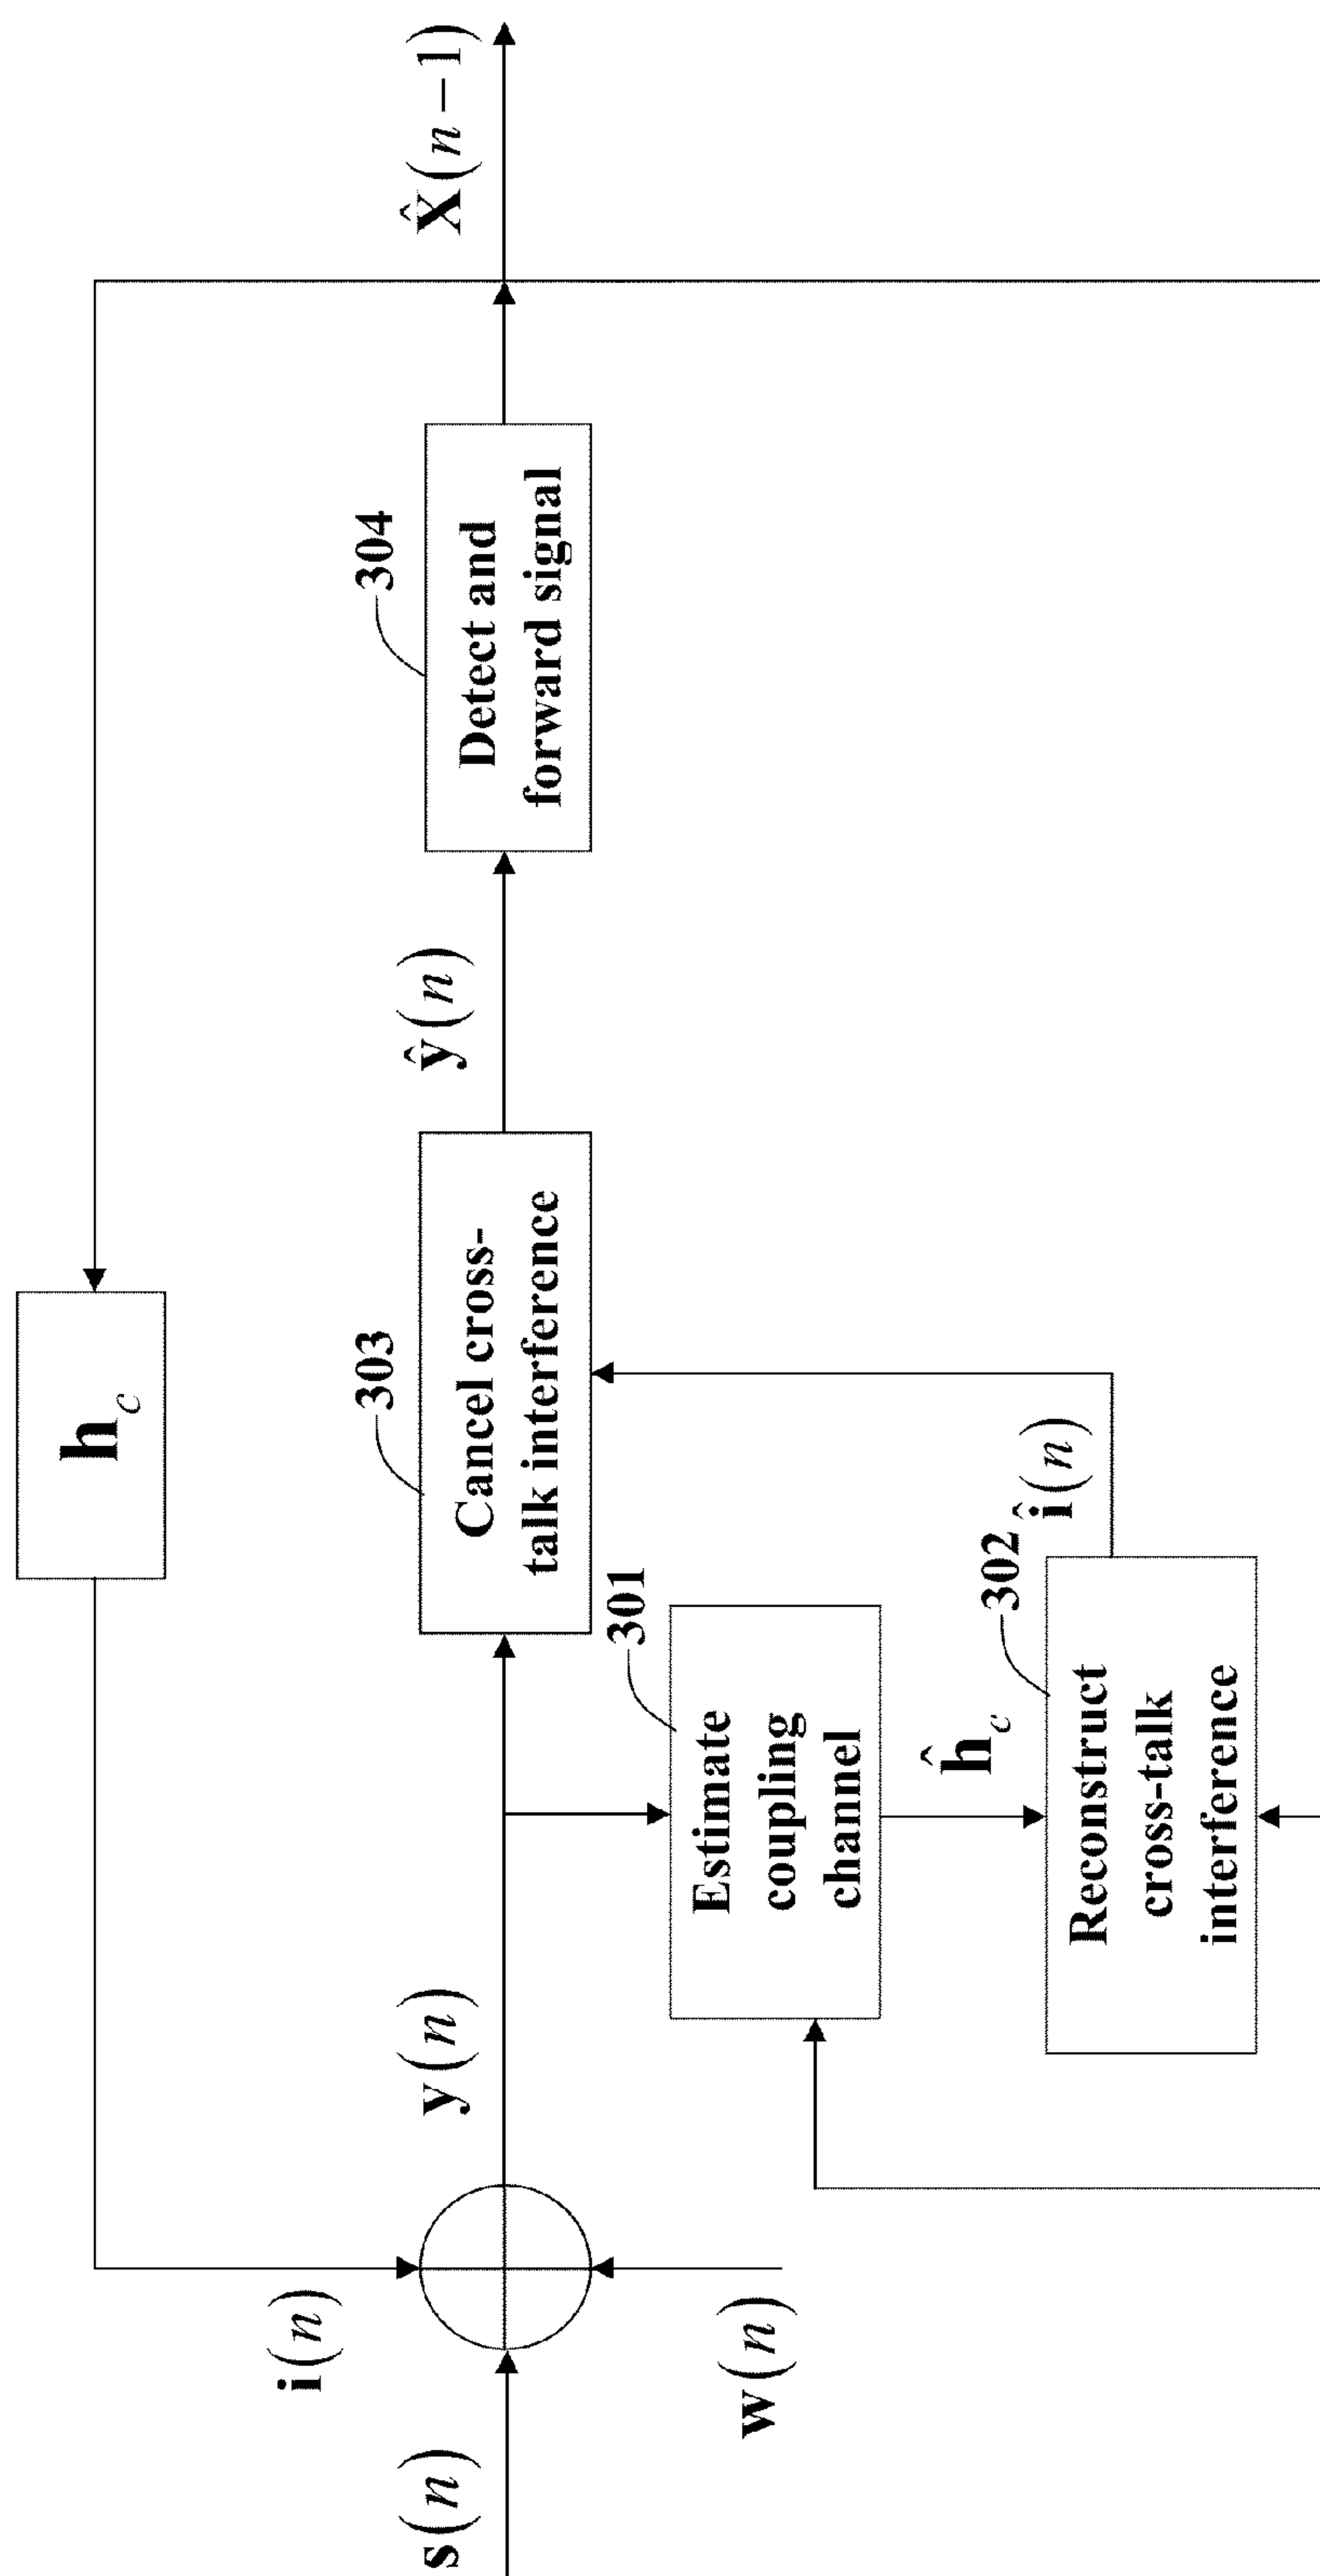 h_c
i(n)
s(n)
y(n)
303
Cancel cross-
talk interference
ŷ(n)
304
Detect and
forward signal
X̂(n−1)
w(n)
301
Estimate
coupling
channel
ĥ_c
302
Reconstruct
cross-talk
interference
î(n)